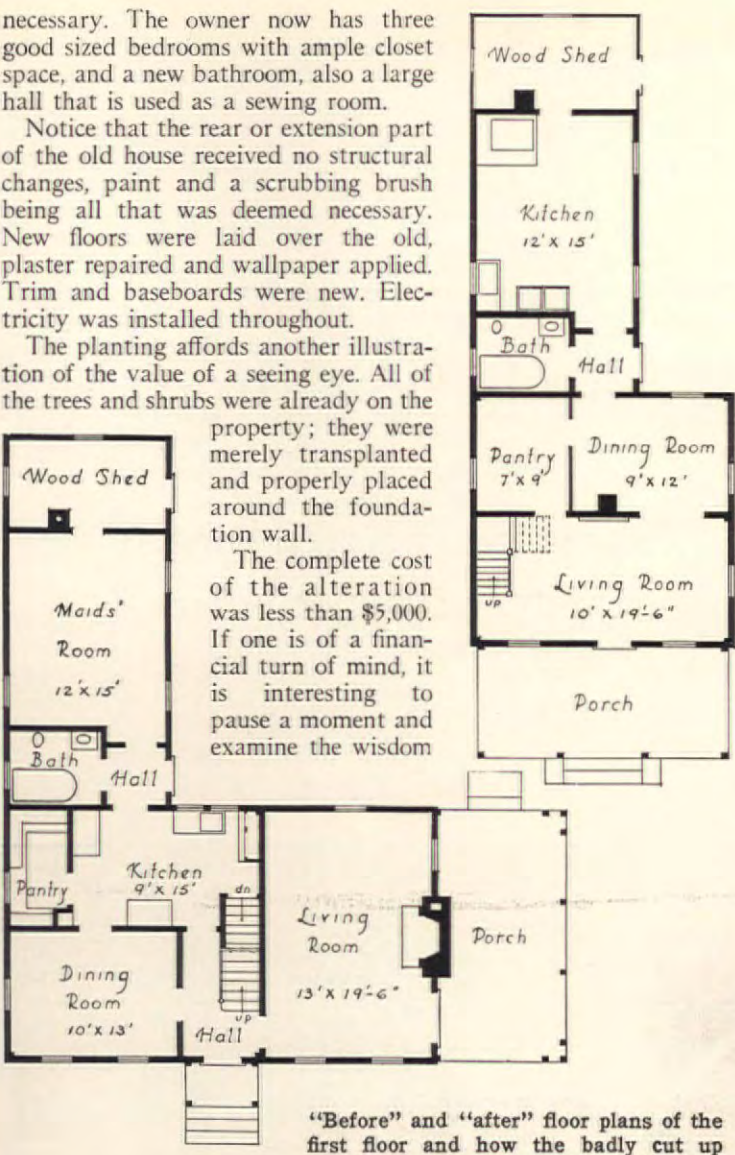 necessary. The owner now has three
good sized bedrooms with ample closet
space, and a new bathroom, also a large
hall that is used as a sewing room.
Notice that the rear or extension part
of the old house received no structural
changes, paint and a scrubbing brush
being all that was deemed necessary.
New floors were laid over the old,
plaster repaired and wallpaper applied.
Trim and baseboards were new. Elec-
tricity was installed throughout.
The planting affords another illustra-
tion of the value of a seeing eye. All of
the trees and shrubs were already on the
property; they were
merely transplanted
and properly placed
around the founda-
tion wall.
The complete cost
of the alteration
was less than $5,000.
If one is of a finan-
cial turn of mind, it
is interesting to
pause a moment and
examine the wisdom
Wood Shed
Kitchen
12' x 15'
Bath
Hall
Pantry
7' x 9'
Dining Room
9' x 12'
up
Living Room
10' x 19'-6"
Porch
Wood Shed
Maids'
Room
12' x 15'
Bath
Hall
Pantry
Kitchen
9' x 15'
dn
Living
Room
13' x 19'-6"
Porch
Dining
Room
10' x 13'
up
Hall
"Before" and "after" floor plans of the
first floor and how the badly cut up